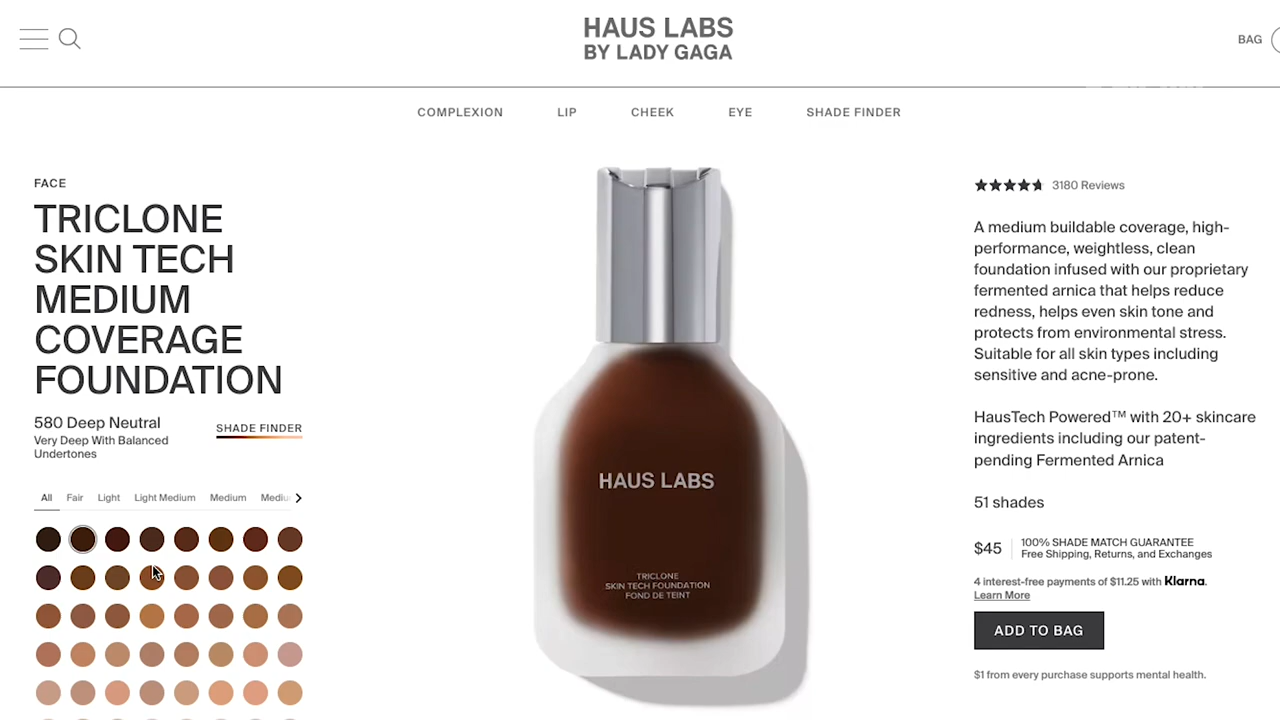 HAUS LABS
BY LADY GAGA
BAG
COMPLEXION
LIP
CHEEK
EYE
SHADE FINDER
FACE
TRICLONE
SKIN TECH
MEDIUM
COVERAGE
FOUNDATION
580 Deep Neutral
Very Deep With Balanced
Undertones
SHADE FINDER
All
Fair
Light
Light Medium
Medium
Mediu
HAUS LABS
TRICLONE
SKIN TECH FOUNDATION
FOND DE TEINT
3180 Reviews
A medium buildable coverage, high-
performance, weightless, clean
foundation infused with our proprietary
fermented arnica that helps reduce
redness, helps even skin tone and
protects from environmental stress.
Suitable for all skin types including
sensitive and acne-prone.
HausTech Powered™ with 20+ skincare
ingredients including our patent-
pending Fermented Arnica
51 shades
$45
100% SHADE MATCH GUARANTEE
Free Shipping, Returns, and Exchanges
4 interest-free payments of $11.25 with Klarna.
Learn More
ADD TO BAG
$1 from every purchase supports mental health.